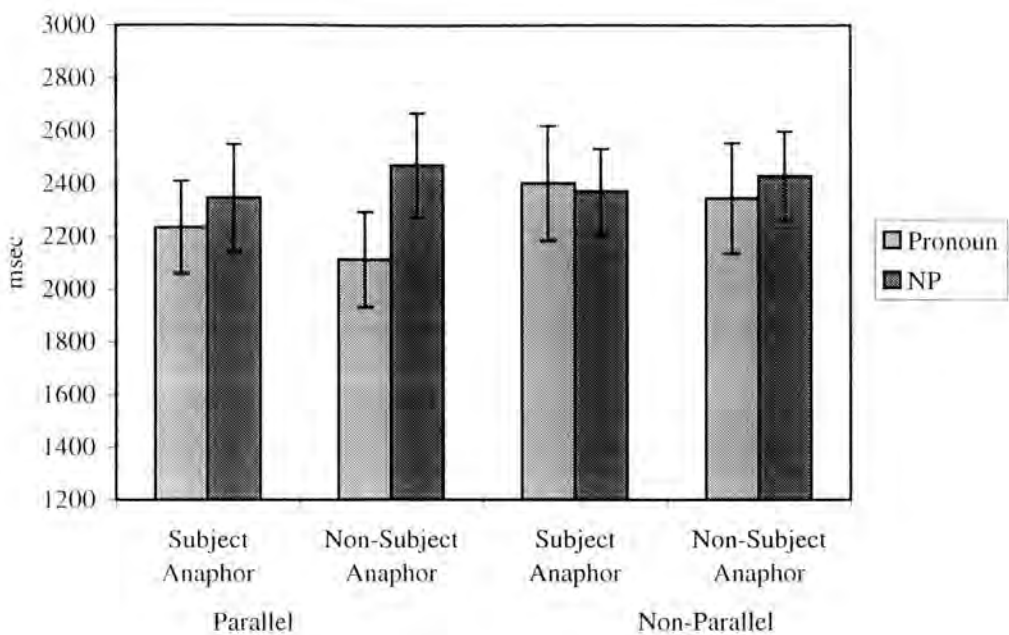 3000
2800
2600
2400
2200
2000
1800
1600
1400
1200
msec
Subject Anaphor
Non-Subject Anaphor
Subject Anaphor
Non-Subject Anaphor
Parallel
Non-Parallel
Pronoun
NP